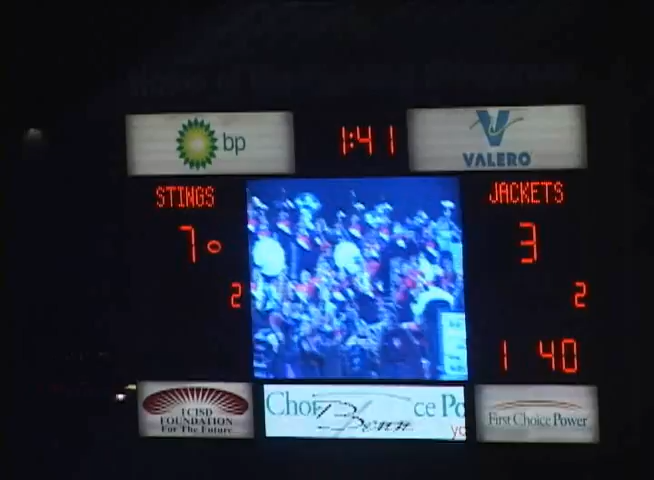 bp
1:41
VALERO
STINGS
JACKETS
7
3
2
2
1 40
TCISD
FOUNDATION
For The Future
First Choice Power